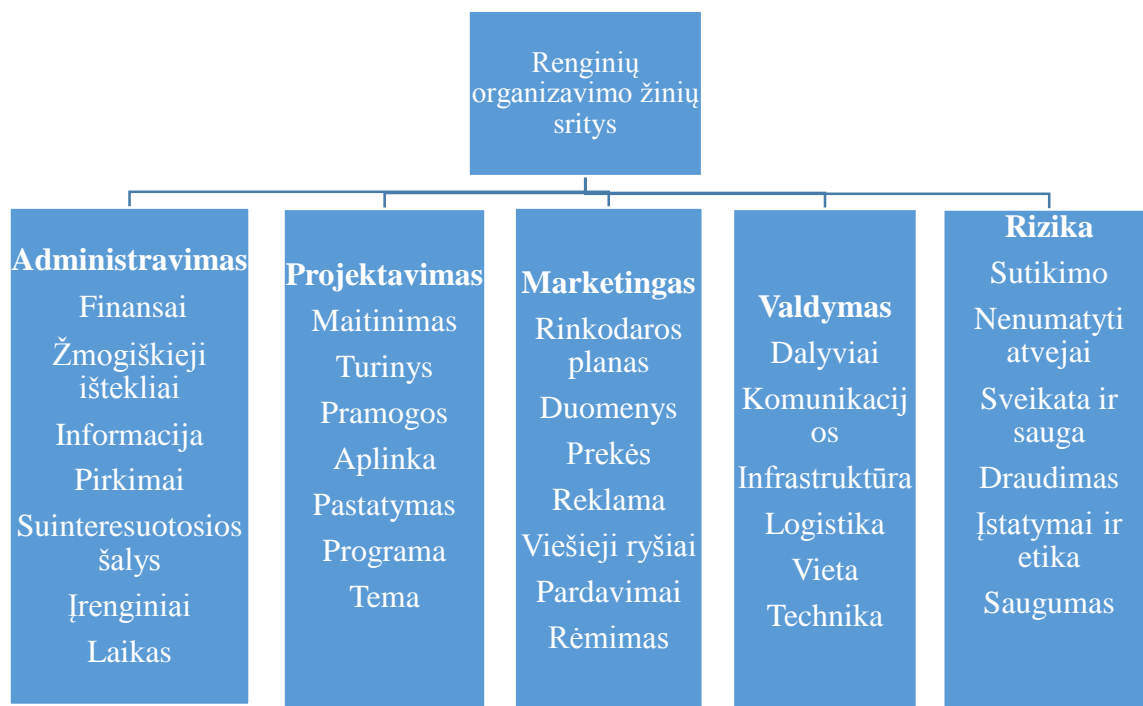 Renginių
organizavimo žinių
sritys
Administravimas
Finansai
Žmogiškieji
ištekliai
Informacija
Pirkimai
Suinteresuotosios
šalys
Įrenginiai
Laikas
Projektavimas
Maitinimas
Turinys
Pramogos
Aplinka
Pastatymas
Programa
Tema
Marketingas
Rinkodaros
planas
Duomenys
Prekės
Reklama
Viešieji ryšiai
Pardavimai
Rėmimas
Valdymas
Dalyviai
Komunikacij
os
Infrastruktūra
Logistika
Vieta
Technika
Rizika
Sutikimo
Nenumatyti
atvejai
Sveikata ir
sauga
Draudimas
Įstatymai ir
etika
Saugumas